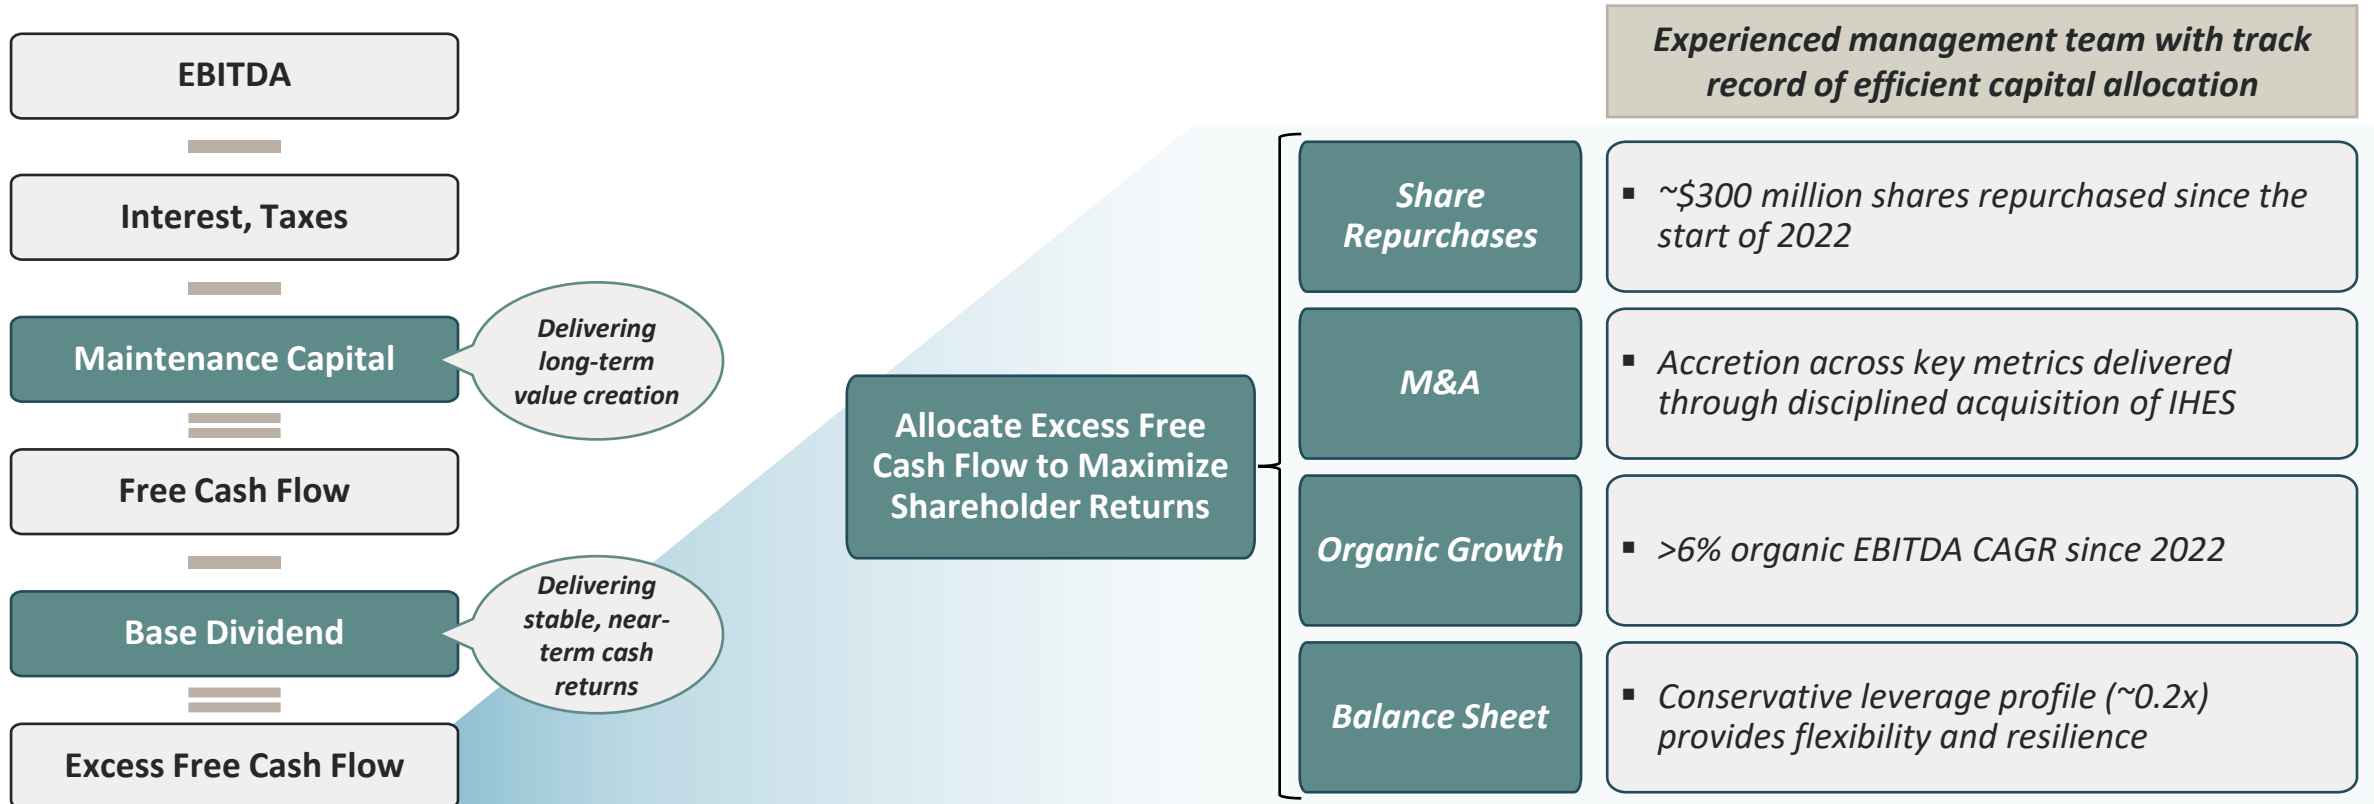 EBITDA
Interest, Taxes
Maintenance Capital
Delivering
long-term
value creation
Free Cash Flow
Base Dividend
Delivering
stable, near-
term cash
returns
Excess Free Cash Flow
Allocate Excess Free
Cash Flow to Maximize
Shareholder Returns
Experienced management team with track
record of efficient capital allocation
Share
Repurchases
▪ ~$300 million shares repurchased since the
start of 2022
M&A
▪ Accretion across key metrics delivered
through disciplined acquisition of IHES
Organic Growth
▪ >6% organic EBITDA CAGR since 2022
Balance Sheet
▪ Conservative leverage profile (~0.2x)
provides flexibility and resilience